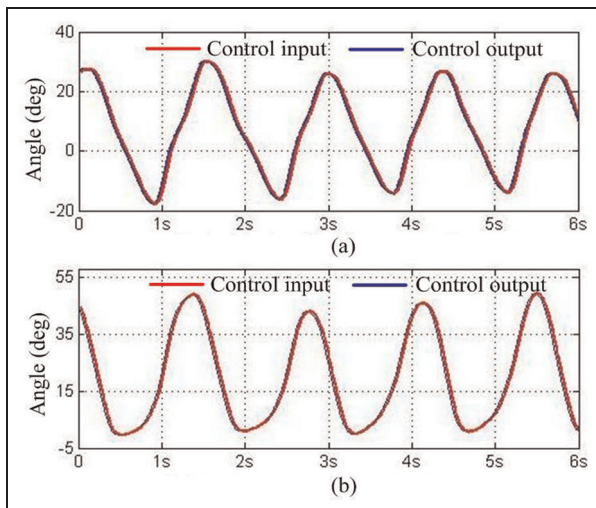 40
Control input Control output
20
0
-20
Angle (deg)
0 1s 2s 3s 4s 5s 6s
(a)
55
Control input Control output
35
15
-5
Angle (deg)
0 1s 2s 3s 4s 5s 6s
(b)